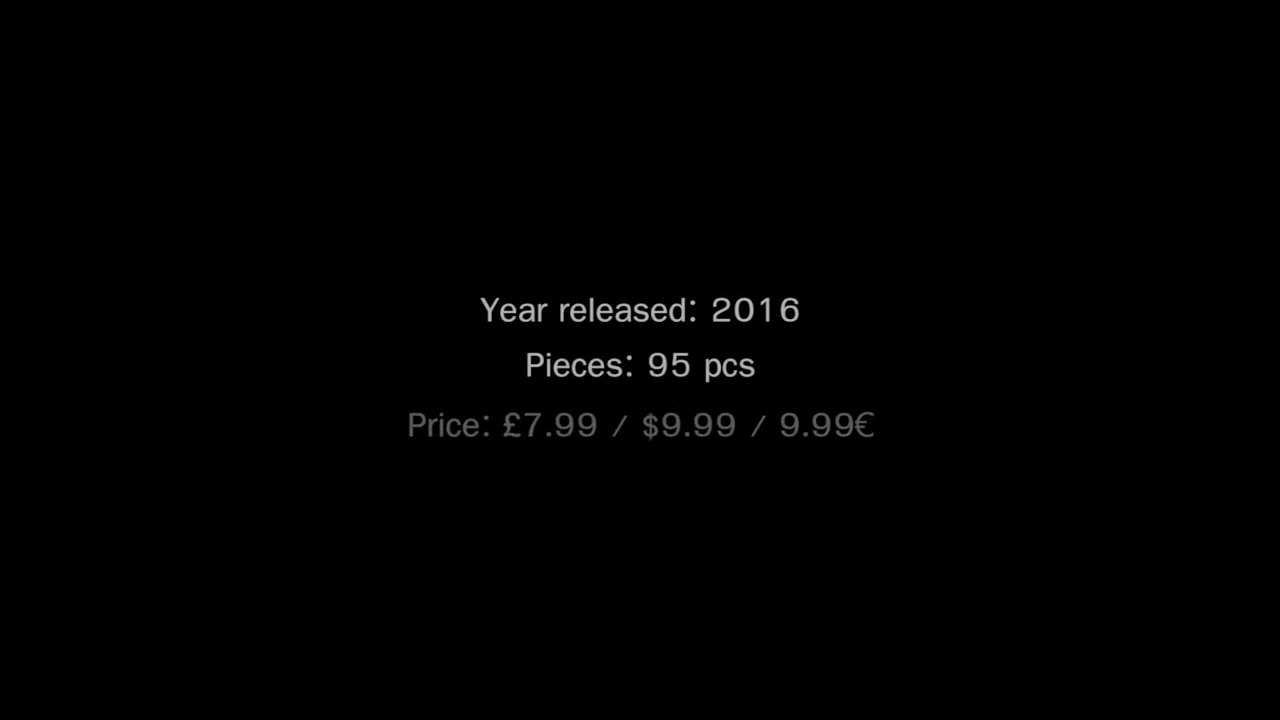 Year released: 2016
Pieces: 95 pcs
Price: £7.99 / $9.99 / 9.99€